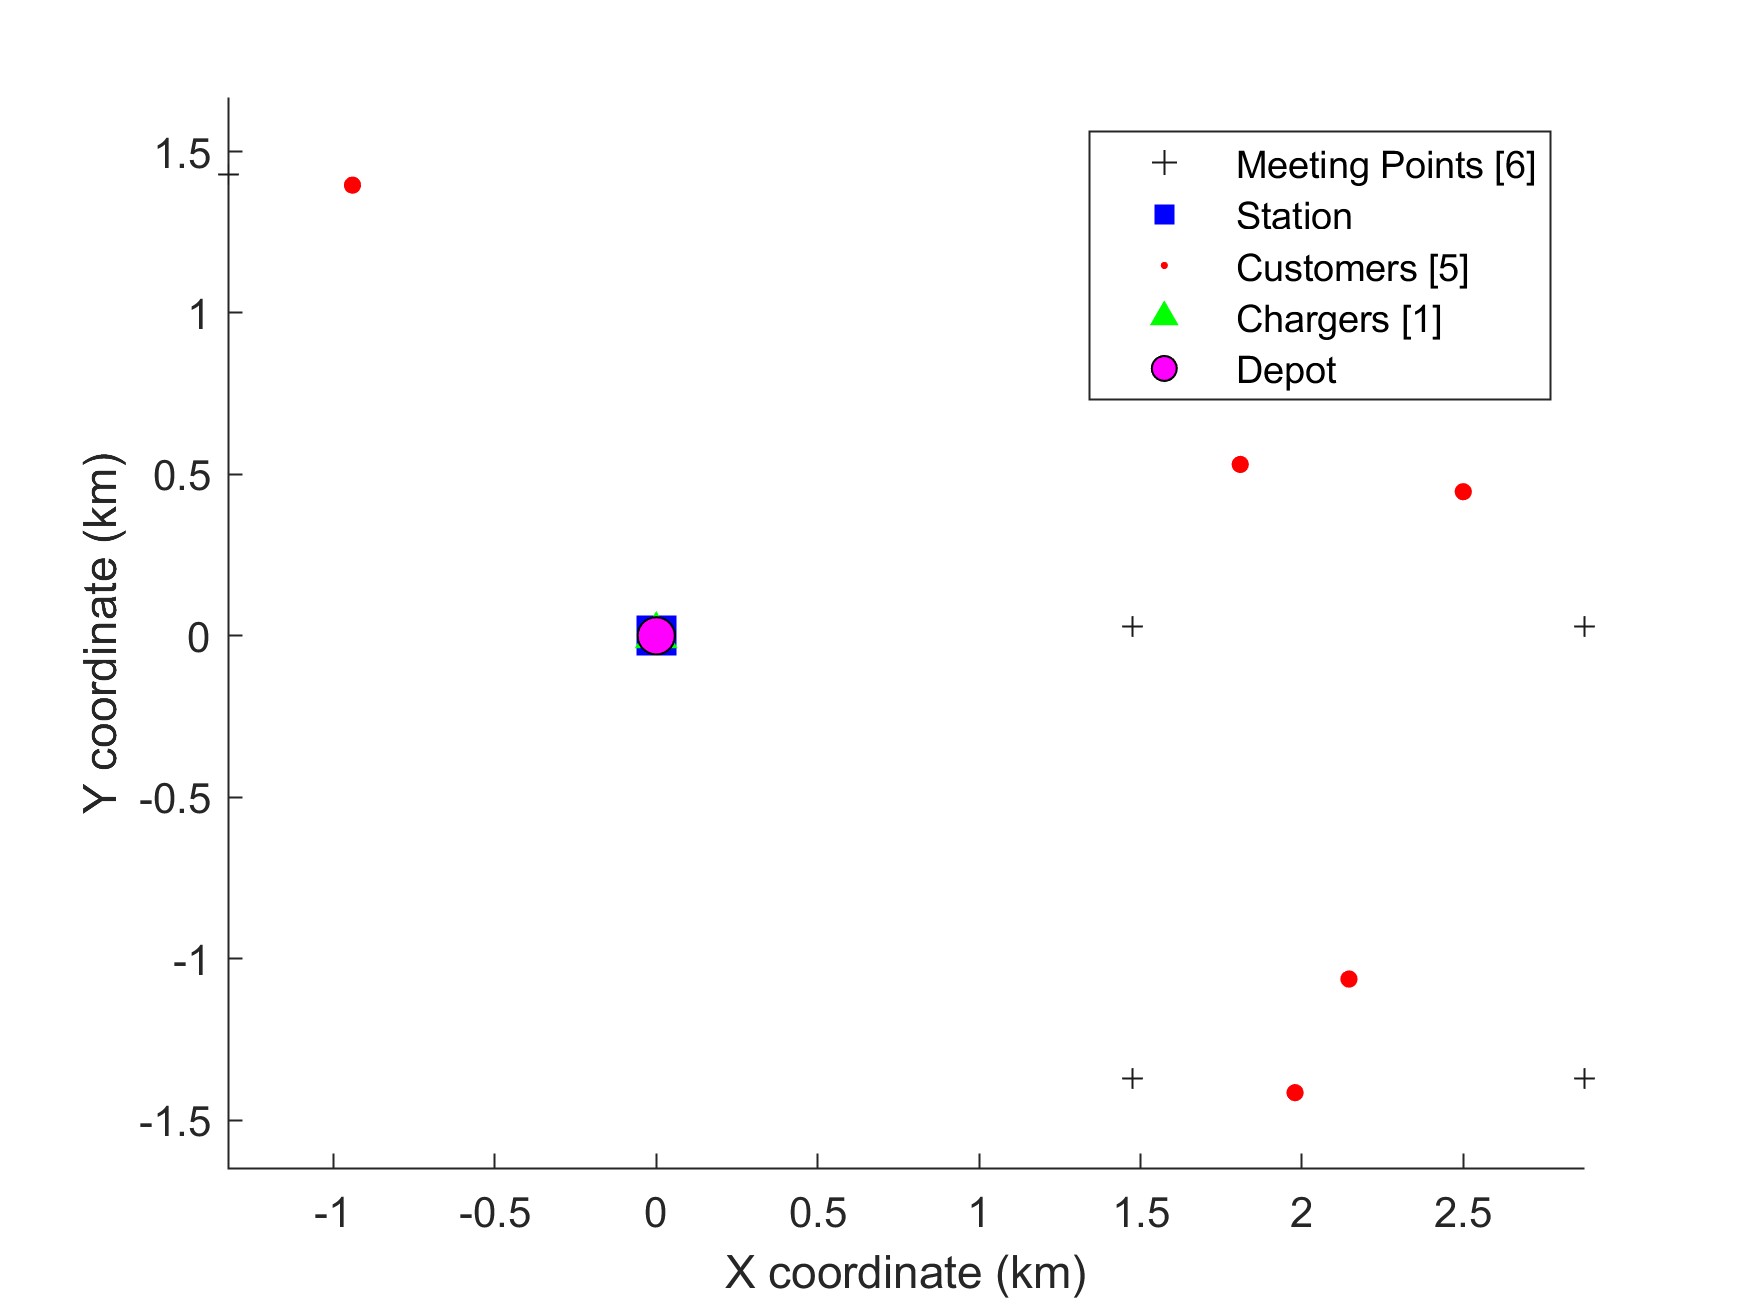 Meeting Points [6]
Station
Customers [5]
Chargers [1]
Depot
1.5
1
0.5
0
-0.5
-1
-1.5
Y coordinate (km)
-1 -0.5 0 0.5 1 1.5 2 2.5
X coordinate (km)